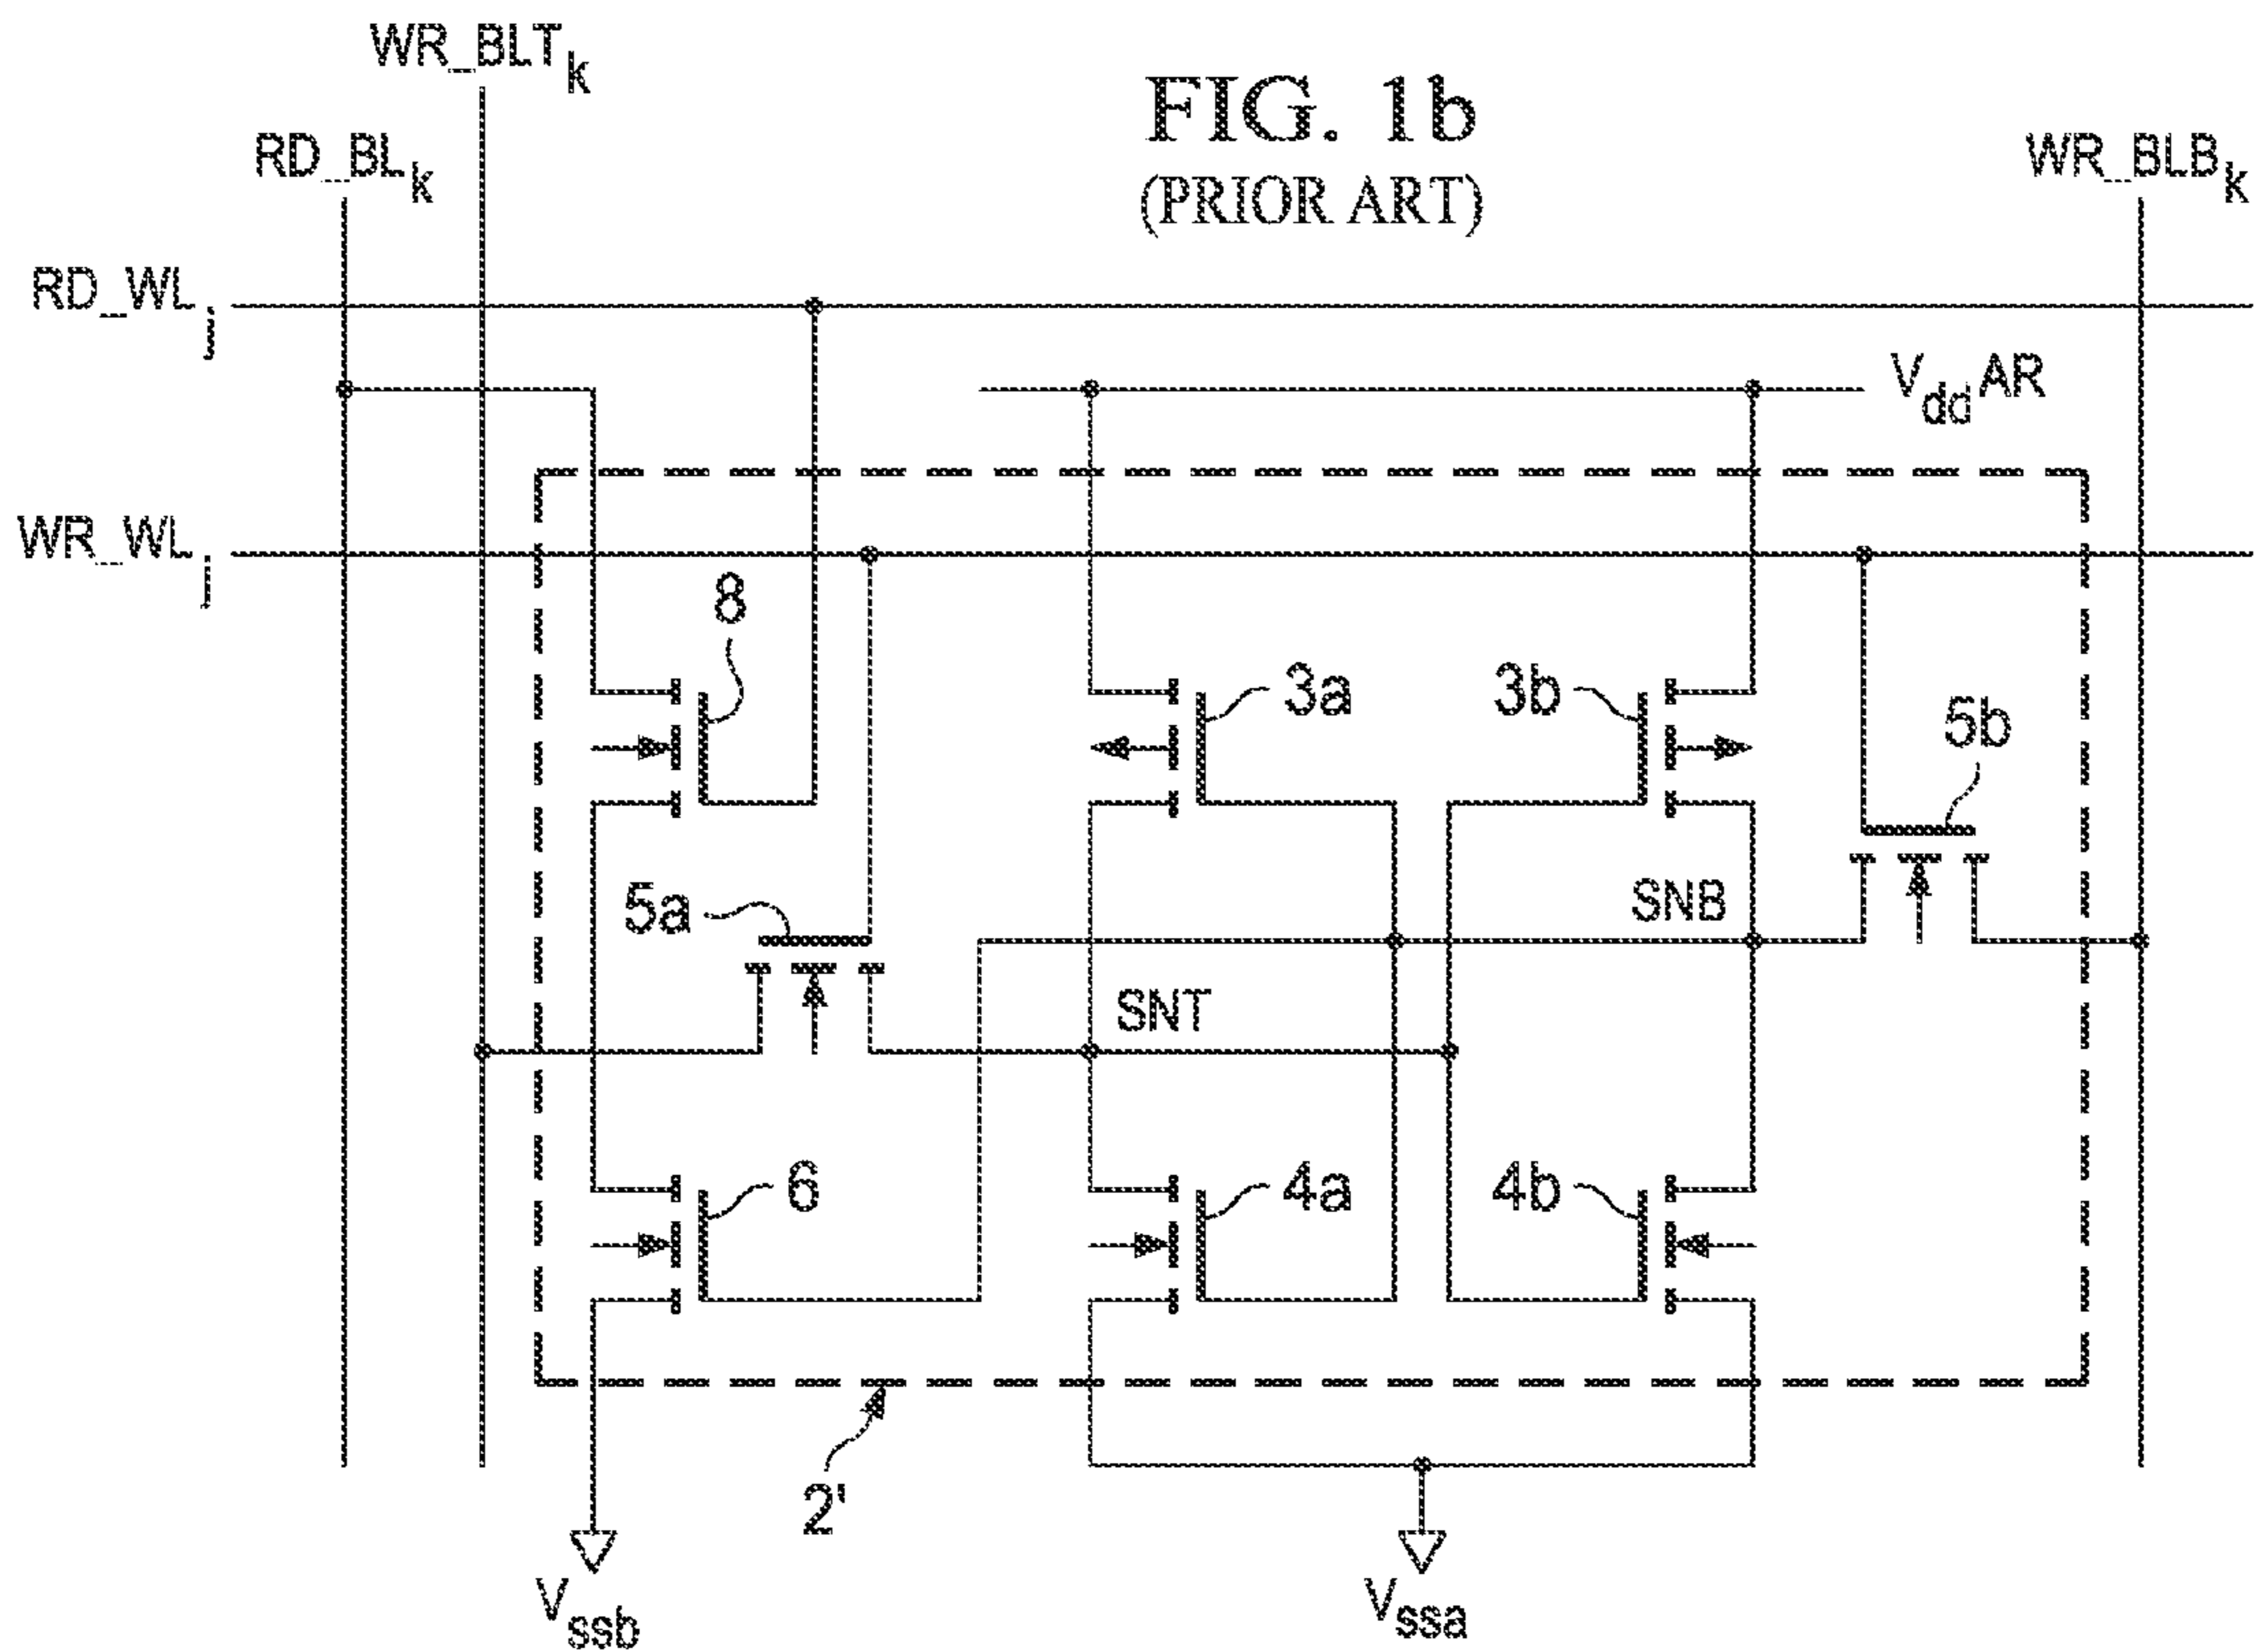 WR_BLTk
FIG. 1b
RD_BLk
WR_BLBk
(PRIOR ART)
RD_WLj
VddAR
WR_WLj
8
3a
3b
5b
5a
SNB
SNT
6
4a
4b
2'
Vssb
Vssa